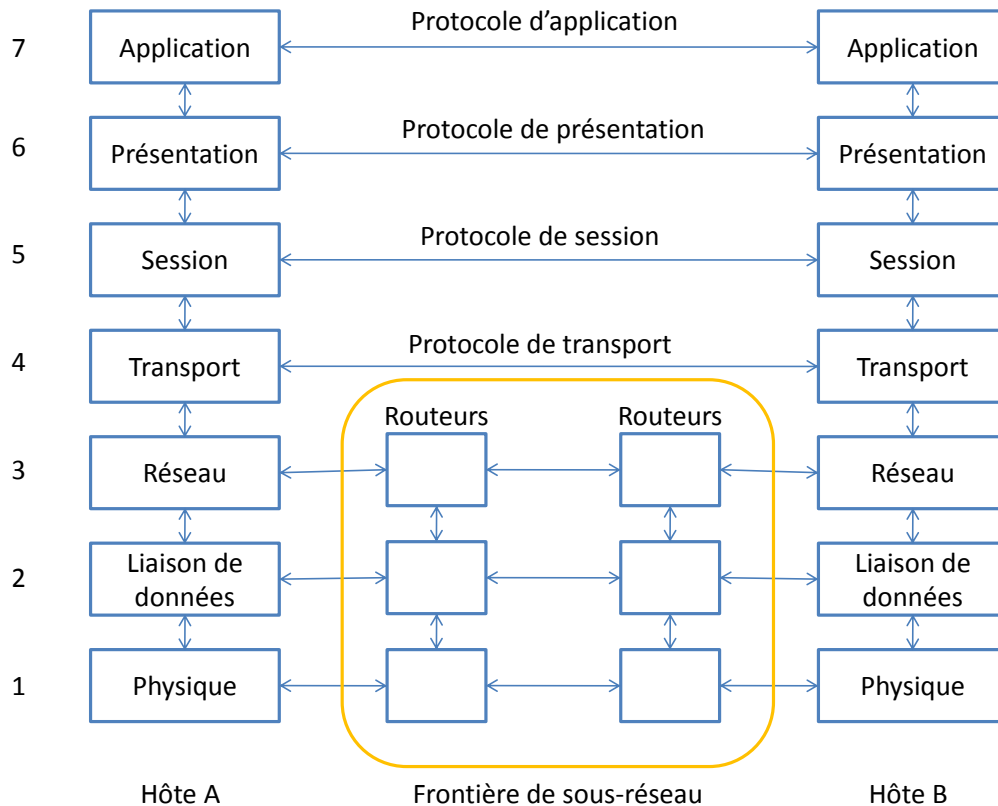 Protocole d’application
7
Application
Application
Protocole de présentation
6
Présentation
Présentation
Protocole de session
5
Session
Session
Protocole de transport
4
Transport
Transport
Routeurs
Routeurs
3
Réseau
Réseau
2
Liaison de
données
Liaison de
données
1
Physique
Physique
Hôte A
Frontière de sous-réseau
Hôte B